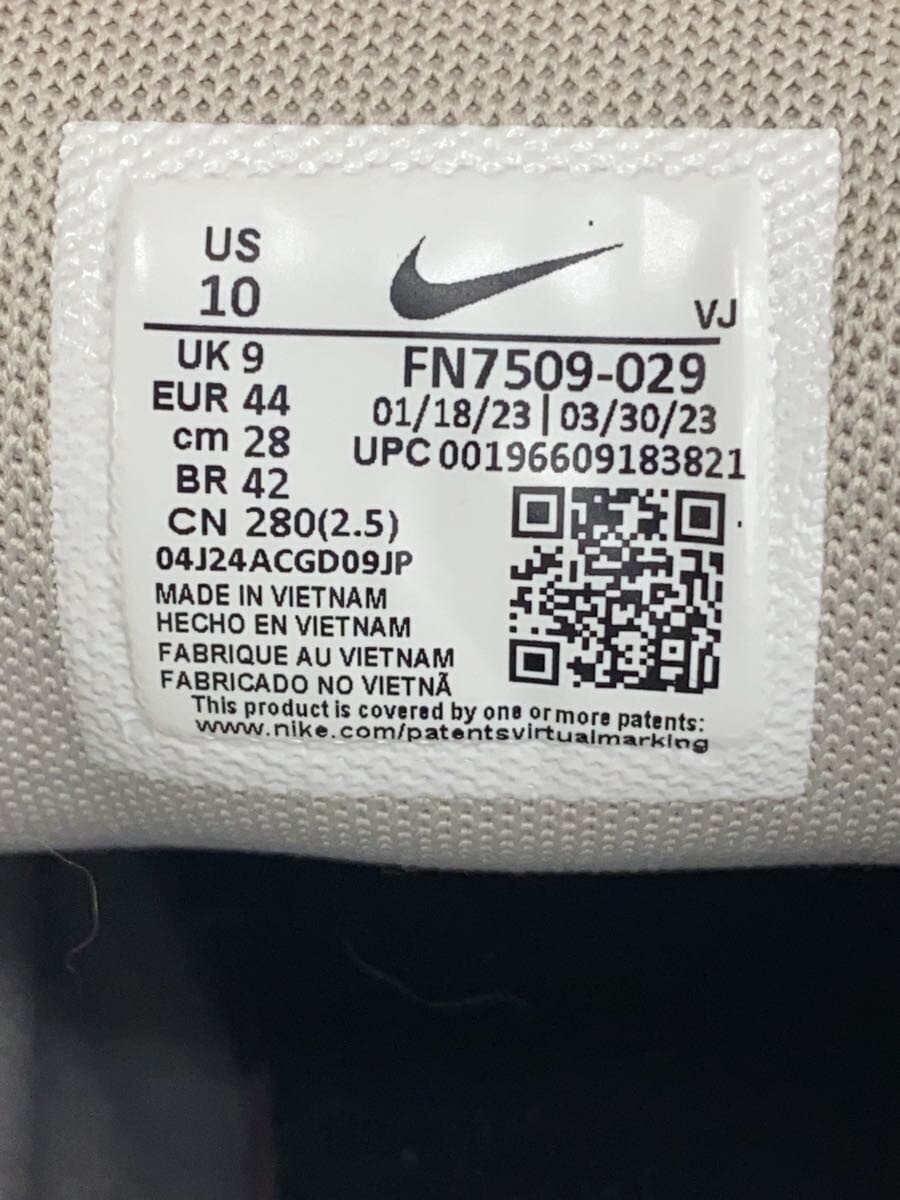 US
10
VJ
UK 9
FN7509-029
EUR 44
01/18/23 | 03/30/23
cm 28
UPC 00196609183821
BR 42
CN 280(2.5)
04J24ACGD09JP
MADE IN VIETNAM
HECHO EN VIETNAM
FABRIQUE AU VIETNAM
FABRICADO NO VIETNÃ
This product is covered by one or more patents:
www.nike.com/patentsvirtualmarking